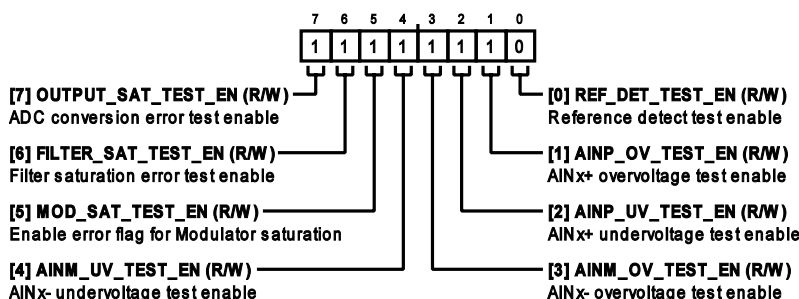 7 6 5 4 3 2 1 0
1 1 1 1 1 1 1 0
[7] OUTPUT_SAT_TEST_EN (R/W)
ADC conversion error test enable
[6] FILTER_SAT_TEST_EN (R/W)
Filter saturation error test enable
[5] MOD_SAT_TEST_EN (R/W)
Enable error flag for Modulator saturation
[4] AINM_UV_TEST_EN (R/W)
AINx- undervoltage test enable
[0] REF_DET_TEST_EN (R/W)
Reference detect test enable
[1] AINP_OV_TEST_EN (R/W)
AINx+ overvoltage test enable
[2] AINP_UV_TEST_EN (R/W)
AINx+ undervoltage test enable
[3] AINM_OV_TEST_EN (R/W)
AINx- overvoltage test enable